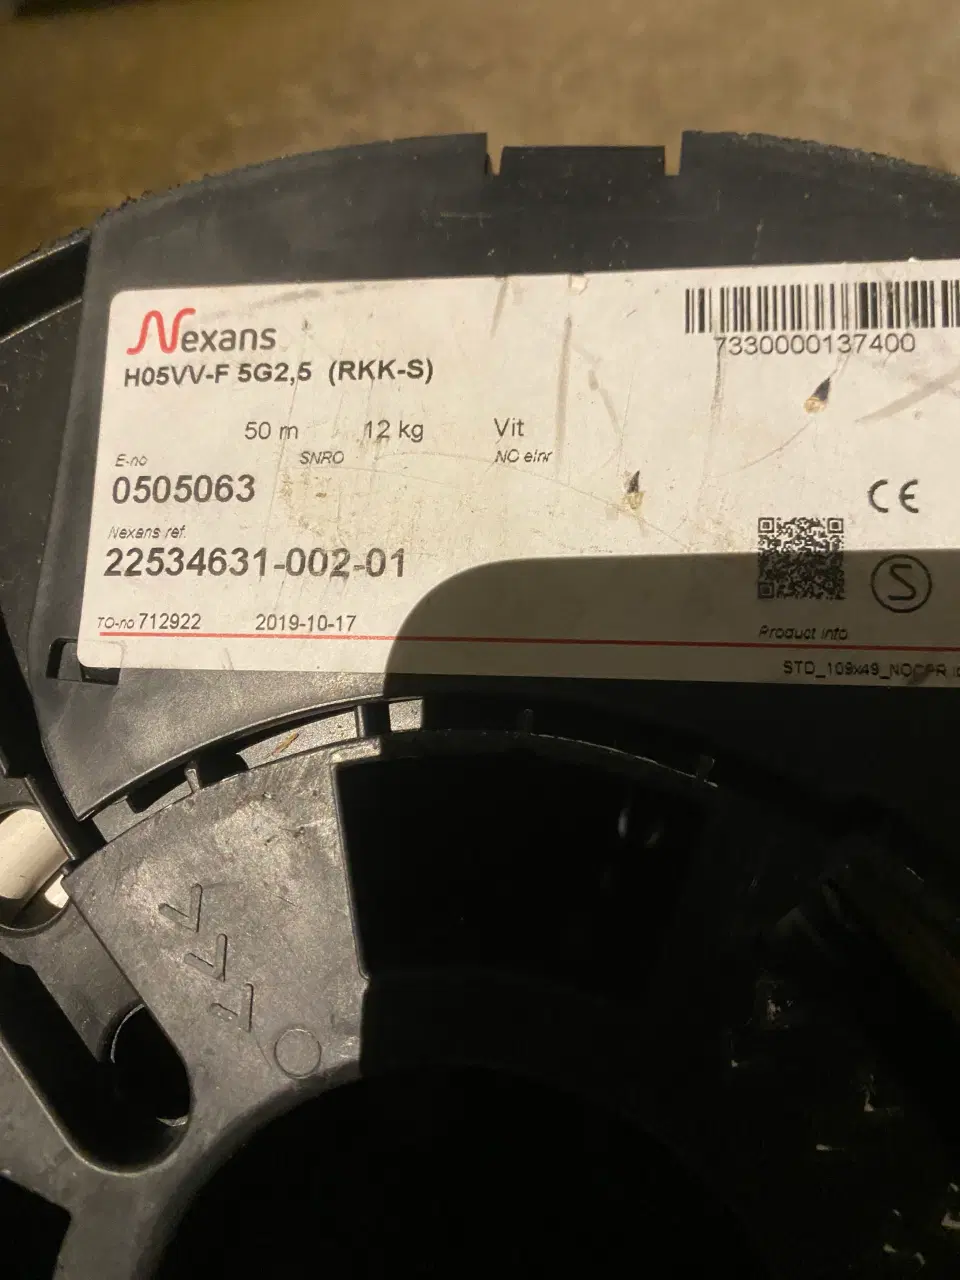 Nexans
7330000137400
H05VV-F 5G2,5 (RKK-S)
50 m 12 kg Vit
E-no SNRO NO elnr
0505063
CE
Nexans ref.
22534631-002-01
S
TO-no 712922 2019-10-17
Product info
STD_109x49_NOCPR